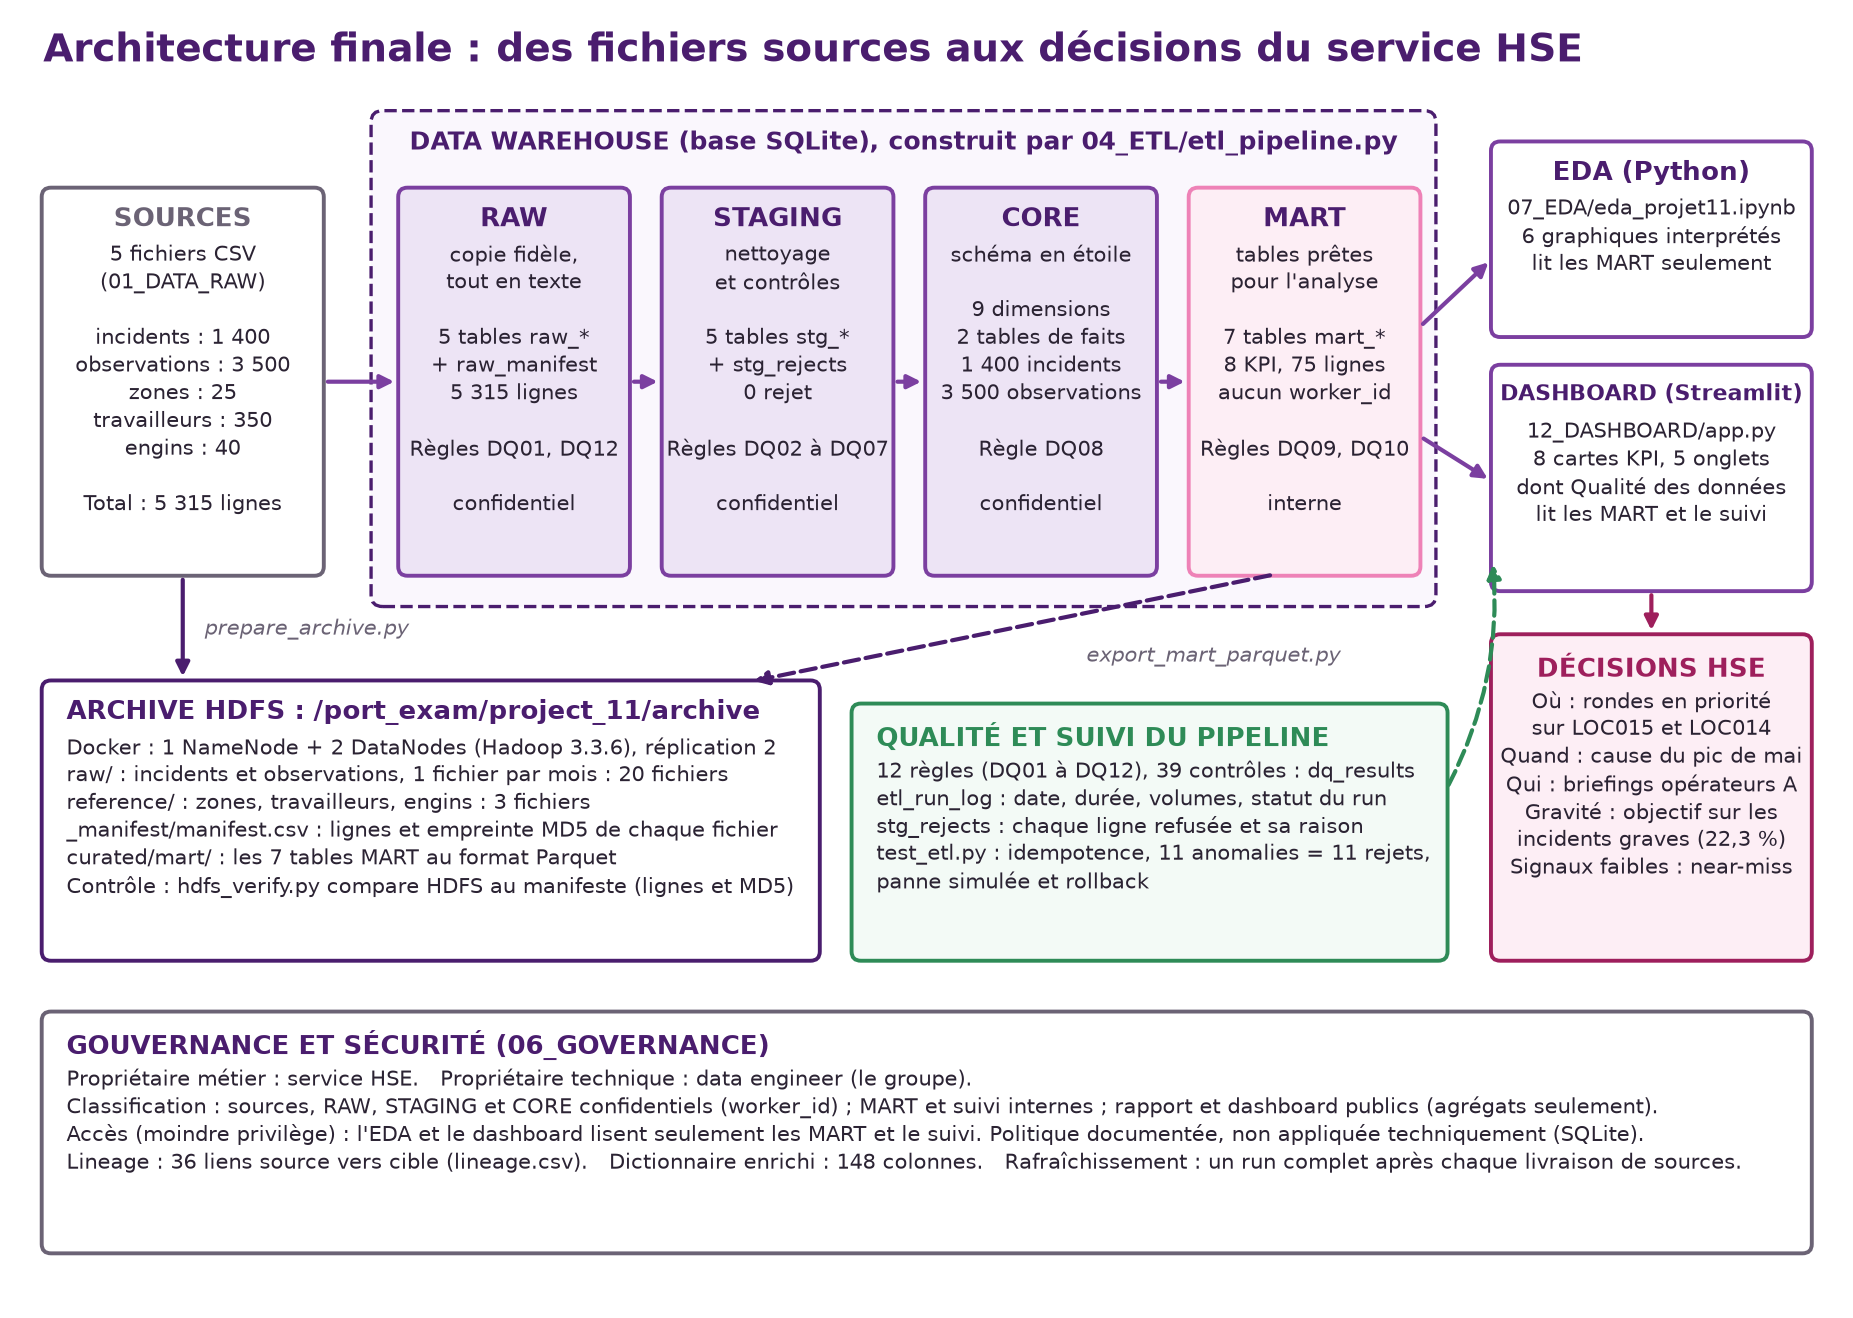 Architecture finale : des fichiers sources aux décisions du service HSE
DATA WAREHOUSE (base SQLite), construit par 04_ETL/etl_pipeline.py
SOURCES
5 fichiers CSV
(01_DATA_RAW)
incidents : 1 400
observations : 3 500
zones : 25
travailleurs : 350
engins : 40
Total : 5 315 lignes
RAW
copie fidèle,
tout en texte
5 tables raw_*
+ raw_manifest
5 315 lignes
Règles DQ01, DQ12
confidentiel
STAGING
nettoyage
et contrôles
5 tables stg_*
+ stg_rejects
0 rejet
Règles DQ02 à DQ07
confidentiel
CORE
schéma en étoile
9 dimensions
2 tables de faits
1 400 incidents
3 500 observations
Règle DQ08
confidentiel
MART
tables prêtes
pour l'analyse
7 tables mart_*
8 KPI, 75 lignes
aucun worker_id
Règles DQ09, DQ10
interne
EDA (Python)
07_EDA/eda_projet11.ipynb
6 graphiques interprétés
lit les MART seulement
DASHBOARD (Streamlit)
12_DASHBOARD/app.py
8 cartes KPI, 5 onglets
dont Qualité des données
lit les MART et le suivi
prepare_archive.py
export_mart_parquet.py
ARCHIVE HDFS : /port_exam/project_11/archive
Docker : 1 NameNode + 2 DataNodes (Hadoop 3.3.6), réplication 2
raw/ : incidents et observations, 1 fichier par mois : 20 fichiers
reference/ : zones, travailleurs, engins : 3 fichiers
_manifest/manifest.csv : lignes et empreinte MD5 de chaque fichier
curated/mart/ : les 7 tables MART au format Parquet
Contrôle : hdfs_verify.py compare HDFS au manifeste (lignes et MD5)
QUALITÉ ET SUIVI DU PIPELINE
12 règles (DQ01 à DQ12), 39 contrôles : dq_results
etl_run_log : date, durée, volumes, statut du run
stg_rejects : chaque ligne refusée et sa raison
test_etl.py : idempotence, 11 anomalies = 11 rejets,
panne simulée et rollback
DÉCISIONS HSE
Où : rondes en priorité
sur LOC015 et LOC014
Quand : cause du pic de mai
Qui : briefings opérateurs A
Gravité : objectif sur les
incidents graves (22,3 %)
Signaux faibles : near-miss
GOUVERNANCE ET SÉCURITÉ (06_GOVERNANCE)
Propriétaire métier : service HSE.   Propriétaire technique : data engineer (le groupe).
Classification : sources, RAW, STAGING et CORE confidentiels (worker_id) ; MART et suivi internes ; rapport et dashboard publics (agrégats seulement).
Accès (moindre privilège) : l'EDA et le dashboard lisent seulement les MART et le suivi. Politique documentée, non appliquée techniquement (SQLite).
Lineage : 36 liens source vers cible (lineage.csv).   Dictionnaire enrichi : 148 colonnes.   Rafraîchissement : un run complet après chaque livraison de sources.